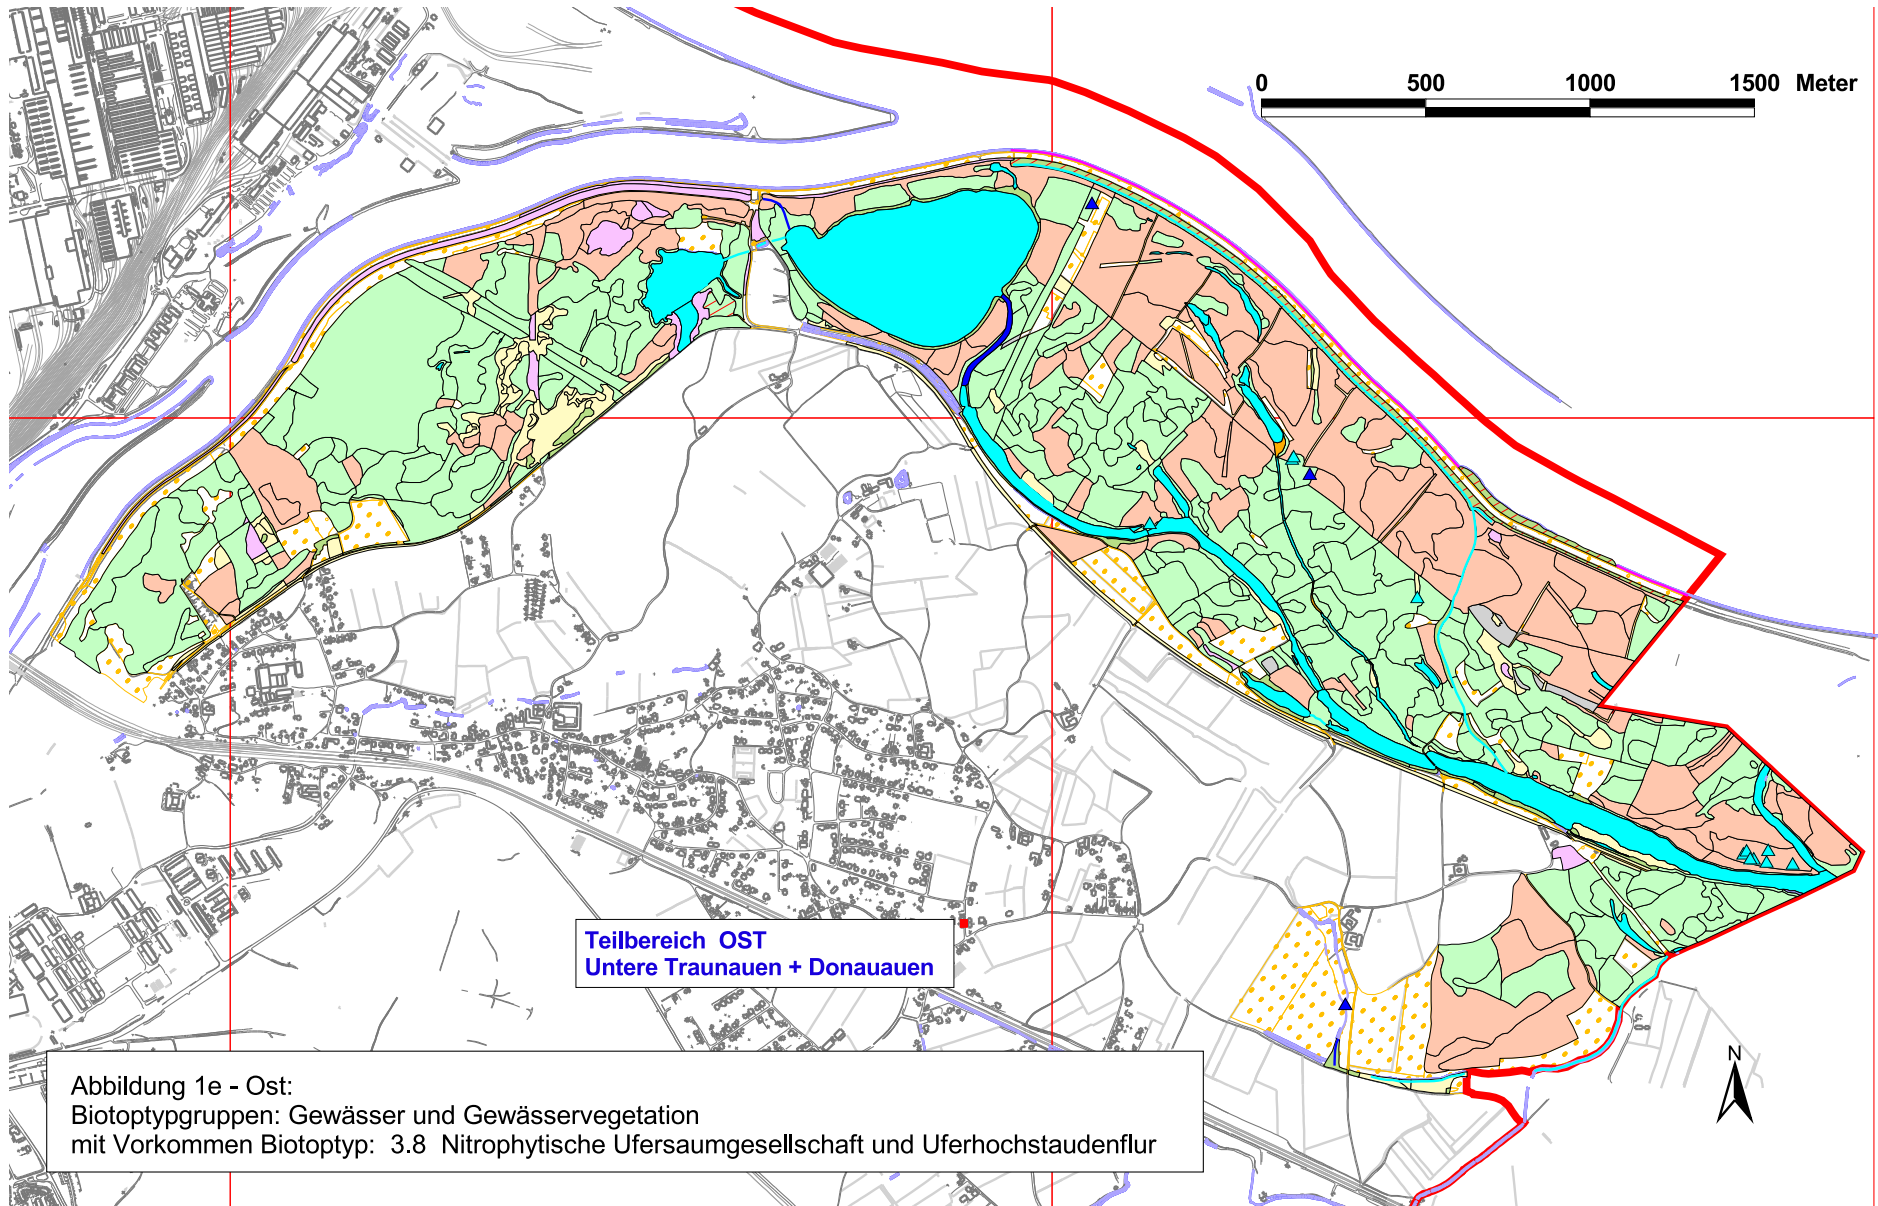 0 500 1000 1500 Meter
Teilbereich OST
Untere Traunauen + Donauauen
N
Abbildung 1e - Ost:
Biotoptypgruppen: Gewässer und Gewässervegetation
mit Vorkommen Biotoptyp: 3.8 Nitrophytische Ufersaumgesellschaft und Uferhochstaudenflur